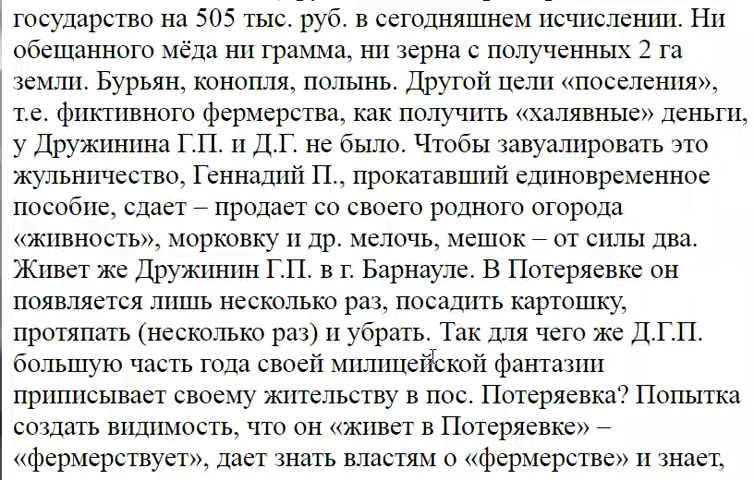 государство на 505 тыс. руб. в сегодняшнем исчислении. Ни
обещанного мёда ни грамма, ни зерна с полученных 2 га
земли. Бурьян, конопля, полынь. Другой цели «поселения»,
т.е. фиктивного фермерства, как получить «халявные» деньги,
у Дружинина Г.П. и Д.Г. не было. Чтобы завуалировать это
жульничество, Геннадий П., прокатавший единовременное
пособие, сдает – продает со своего родного огорода
«живность», морковку и др. мелочь, мешок – от силы два.
Живет же Дружинин Г.П. в г. Барнауле. В Потеряевке он
появляется лишь несколько раз, посадить картошку,
протяпать (несколько раз) и убрать. Так для чего же Д.Г.П.
большую часть года своей милицейской фантазии
приписывает своему жительству в пос. Потеряевка? Попытка
создать видимость, что он «живет в Потеряевке» –
«фермерствует», дает знать властям о «фермерстве» и знает,